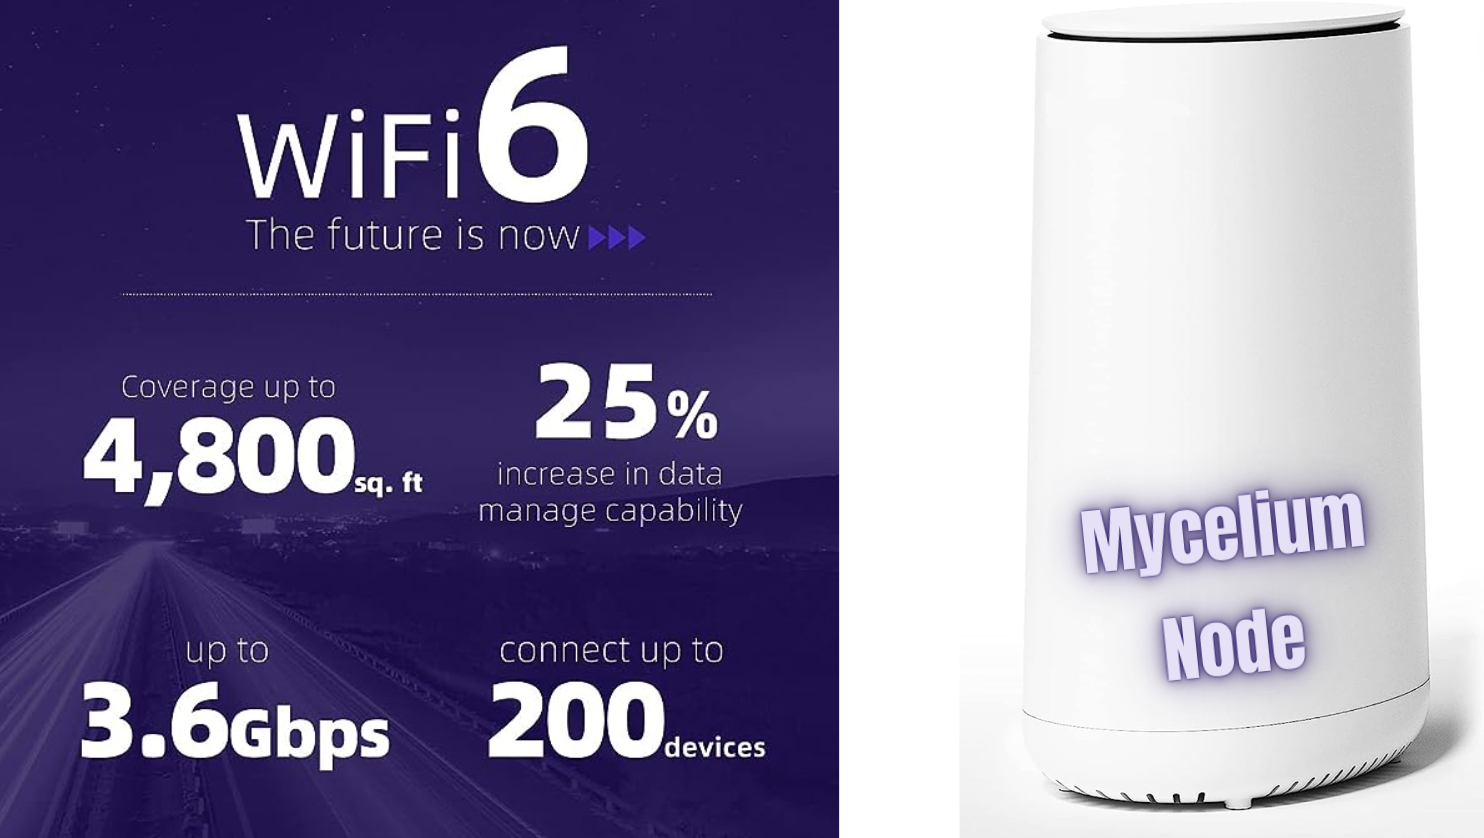 WiFi6
The future is now
Coverage up to
4,800sq. ft
25%
increase in data
manage capability
up to
3.6Gbps
connect up to
200devices
Mycelium
Node